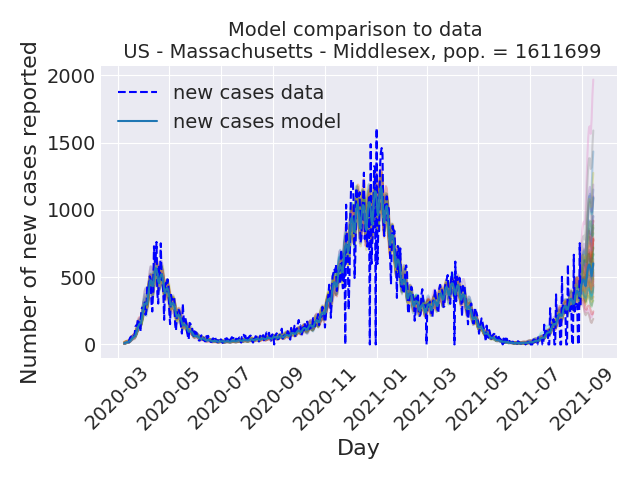 Model comparison to data
US - Massachusetts - Middlesex, pop. = 1611699
Number of new cases reported
2000
1500
1000
500
0
new cases data
new cases model
2020-03
2020-05
2020-07
2020-09
2020-11
2021-01
2021-03
2021-05
2021-07
2021-09
Day